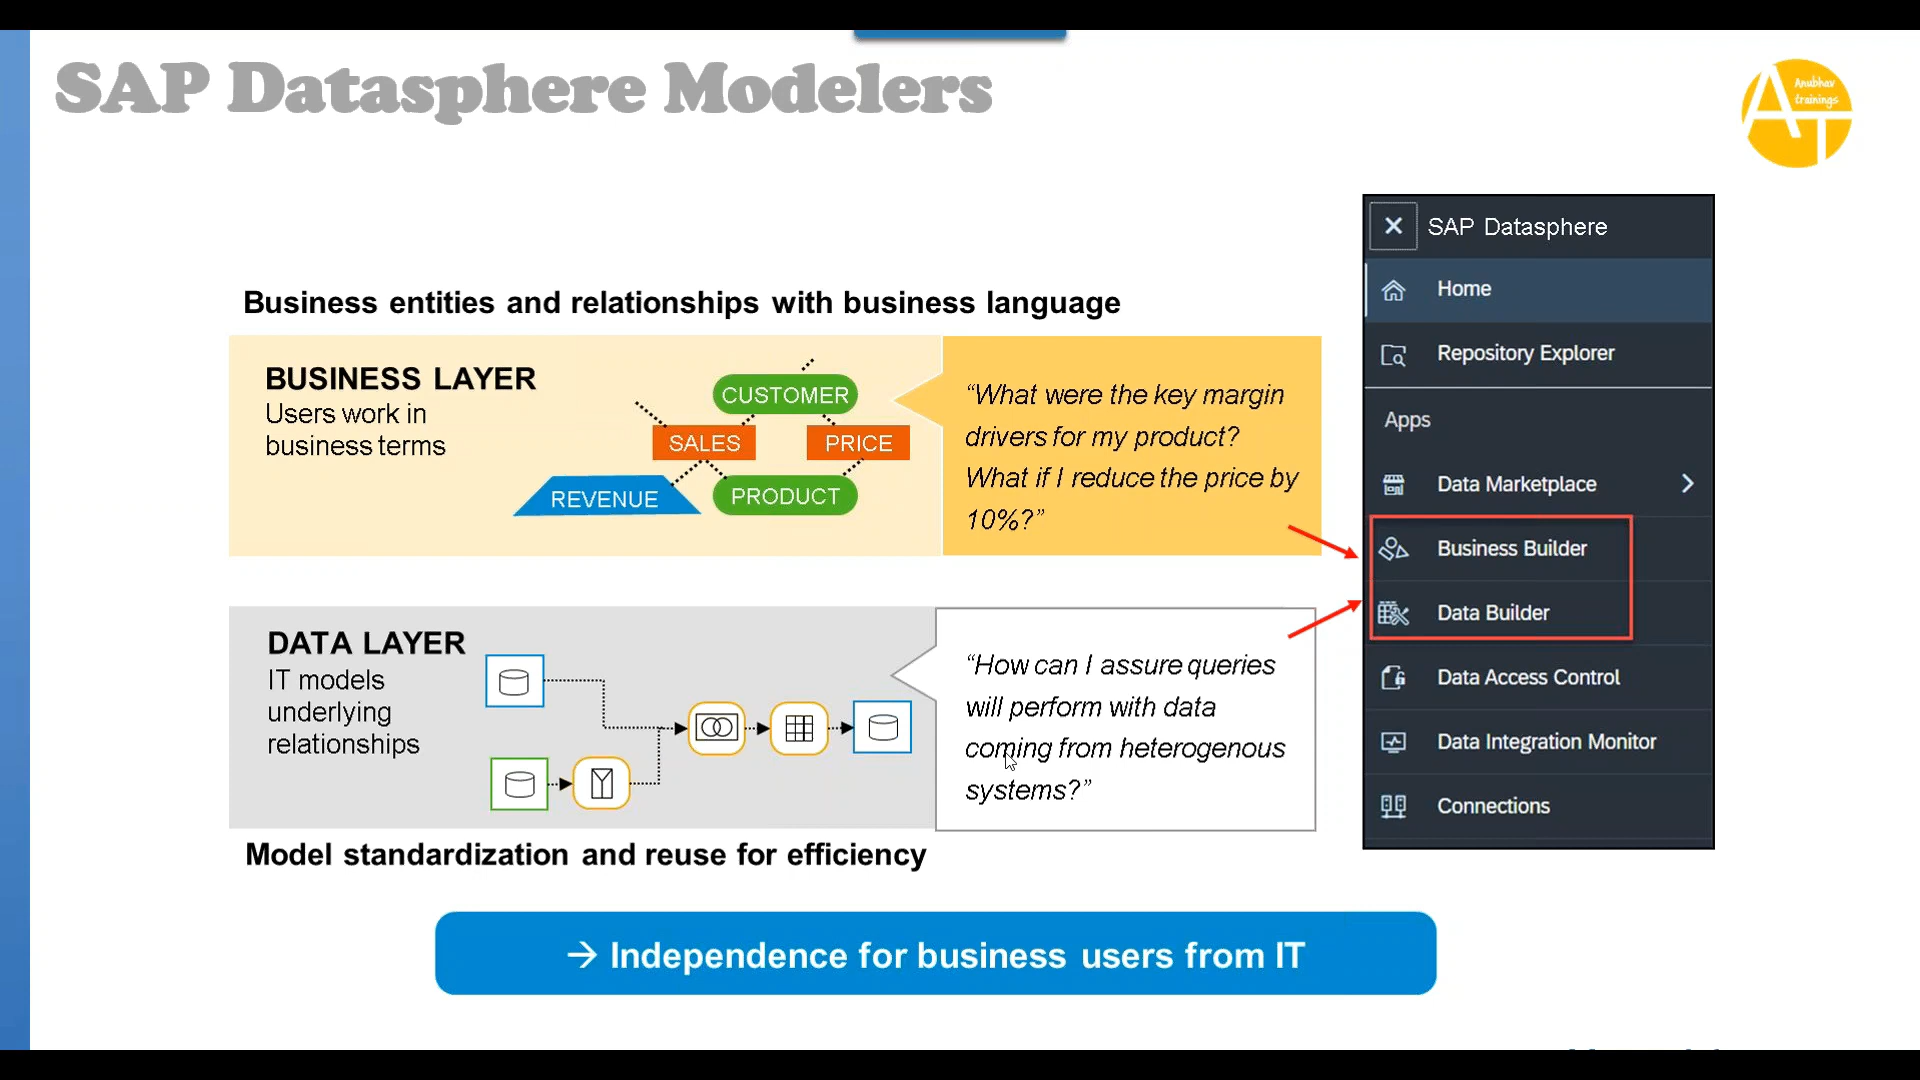 SAP Datasphere Modelers
Anubhav
trainings
AT
Business entities and relationships with business language
BUSINESS LAYER
Users work in
business terms
CUSTOMER
SALES
PRICE
REVENUE
PRODUCT
“What were the key margin
drivers for my product?
What if I reduce the price by
10%?”
DATA LAYER
IT models
underlying
relationships
“How can I assure queries
will perform with data
coming from heterogenous
systems?”
Model standardization and reuse for efficiency
→ Independence for business users from IT
SAP Datasphere
Home
Repository Explorer
Apps
Data Marketplace
Business Builder
Data Builder
Data Access Control
Data Integration Monitor
Connections